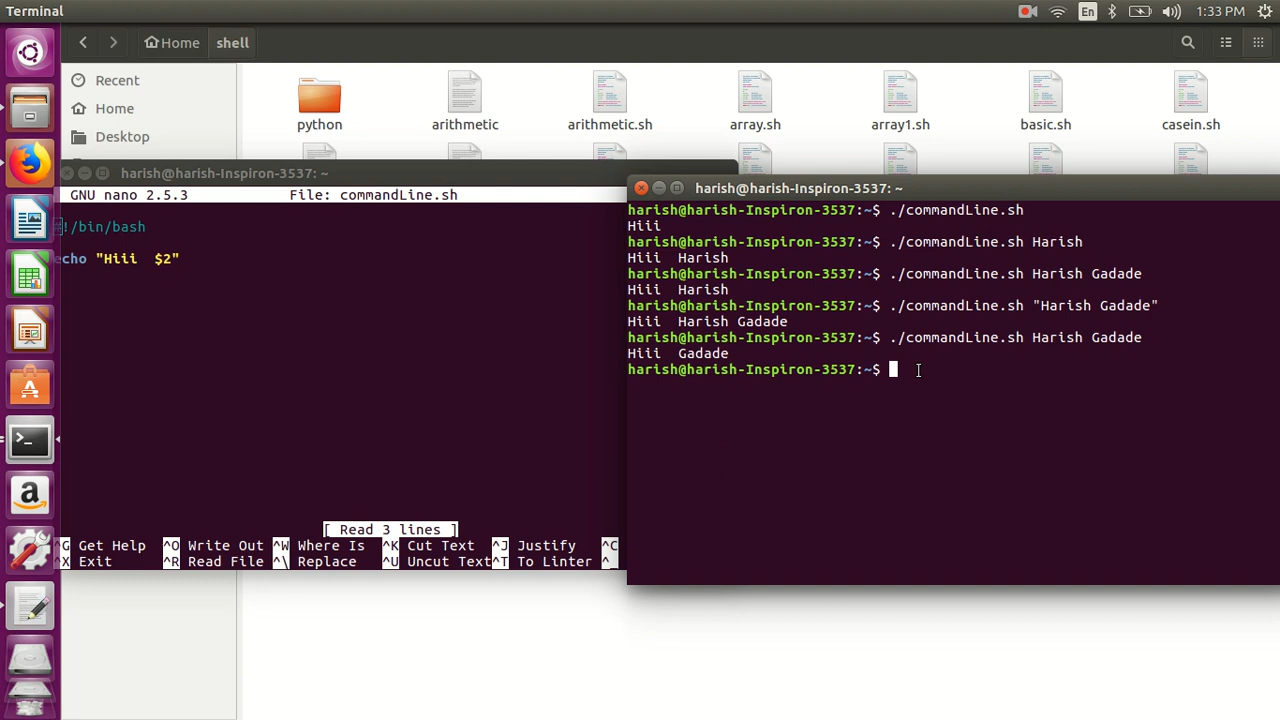 Terminal
En
1:33 PM
Home
shell
Recent
Home
Desktop
python
arithmetic
arithmetic.sh
array.sh
array1.sh
basic.sh
casein.sh
harish@harish-Inspiron-3537: ~
GNU nano 2.5.3 File: commandLine.sh
#!/bin/bash
echo "Hiii  $2"
[ Read 3 lines ]
^G Get Help ^O Write Out ^W Where Is ^K Cut Text ^J Justify ^C
^X Exit ^R Read File ^\ Replace ^U Uncut Text ^T To Linter ^_
harish@harish-Inspiron-3537: ~
harish@harish-Inspiron-3537:~$ ./commandLine.sh
Hiii
harish@harish-Inspiron-3537:~$ ./commandLine.sh Harish
Hiii  Harish
harish@harish-Inspiron-3537:~$ ./commandLine.sh Harish Gadade
Hiii  Harish
harish@harish-Inspiron-3537:~$ ./commandLine.sh "Harish Gadade"
Hiii  Harish Gadade
harish@harish-Inspiron-3537:~$ ./commandLine.sh Harish Gadade
Hiii  Gadade
harish@harish-Inspiron-3537:~$